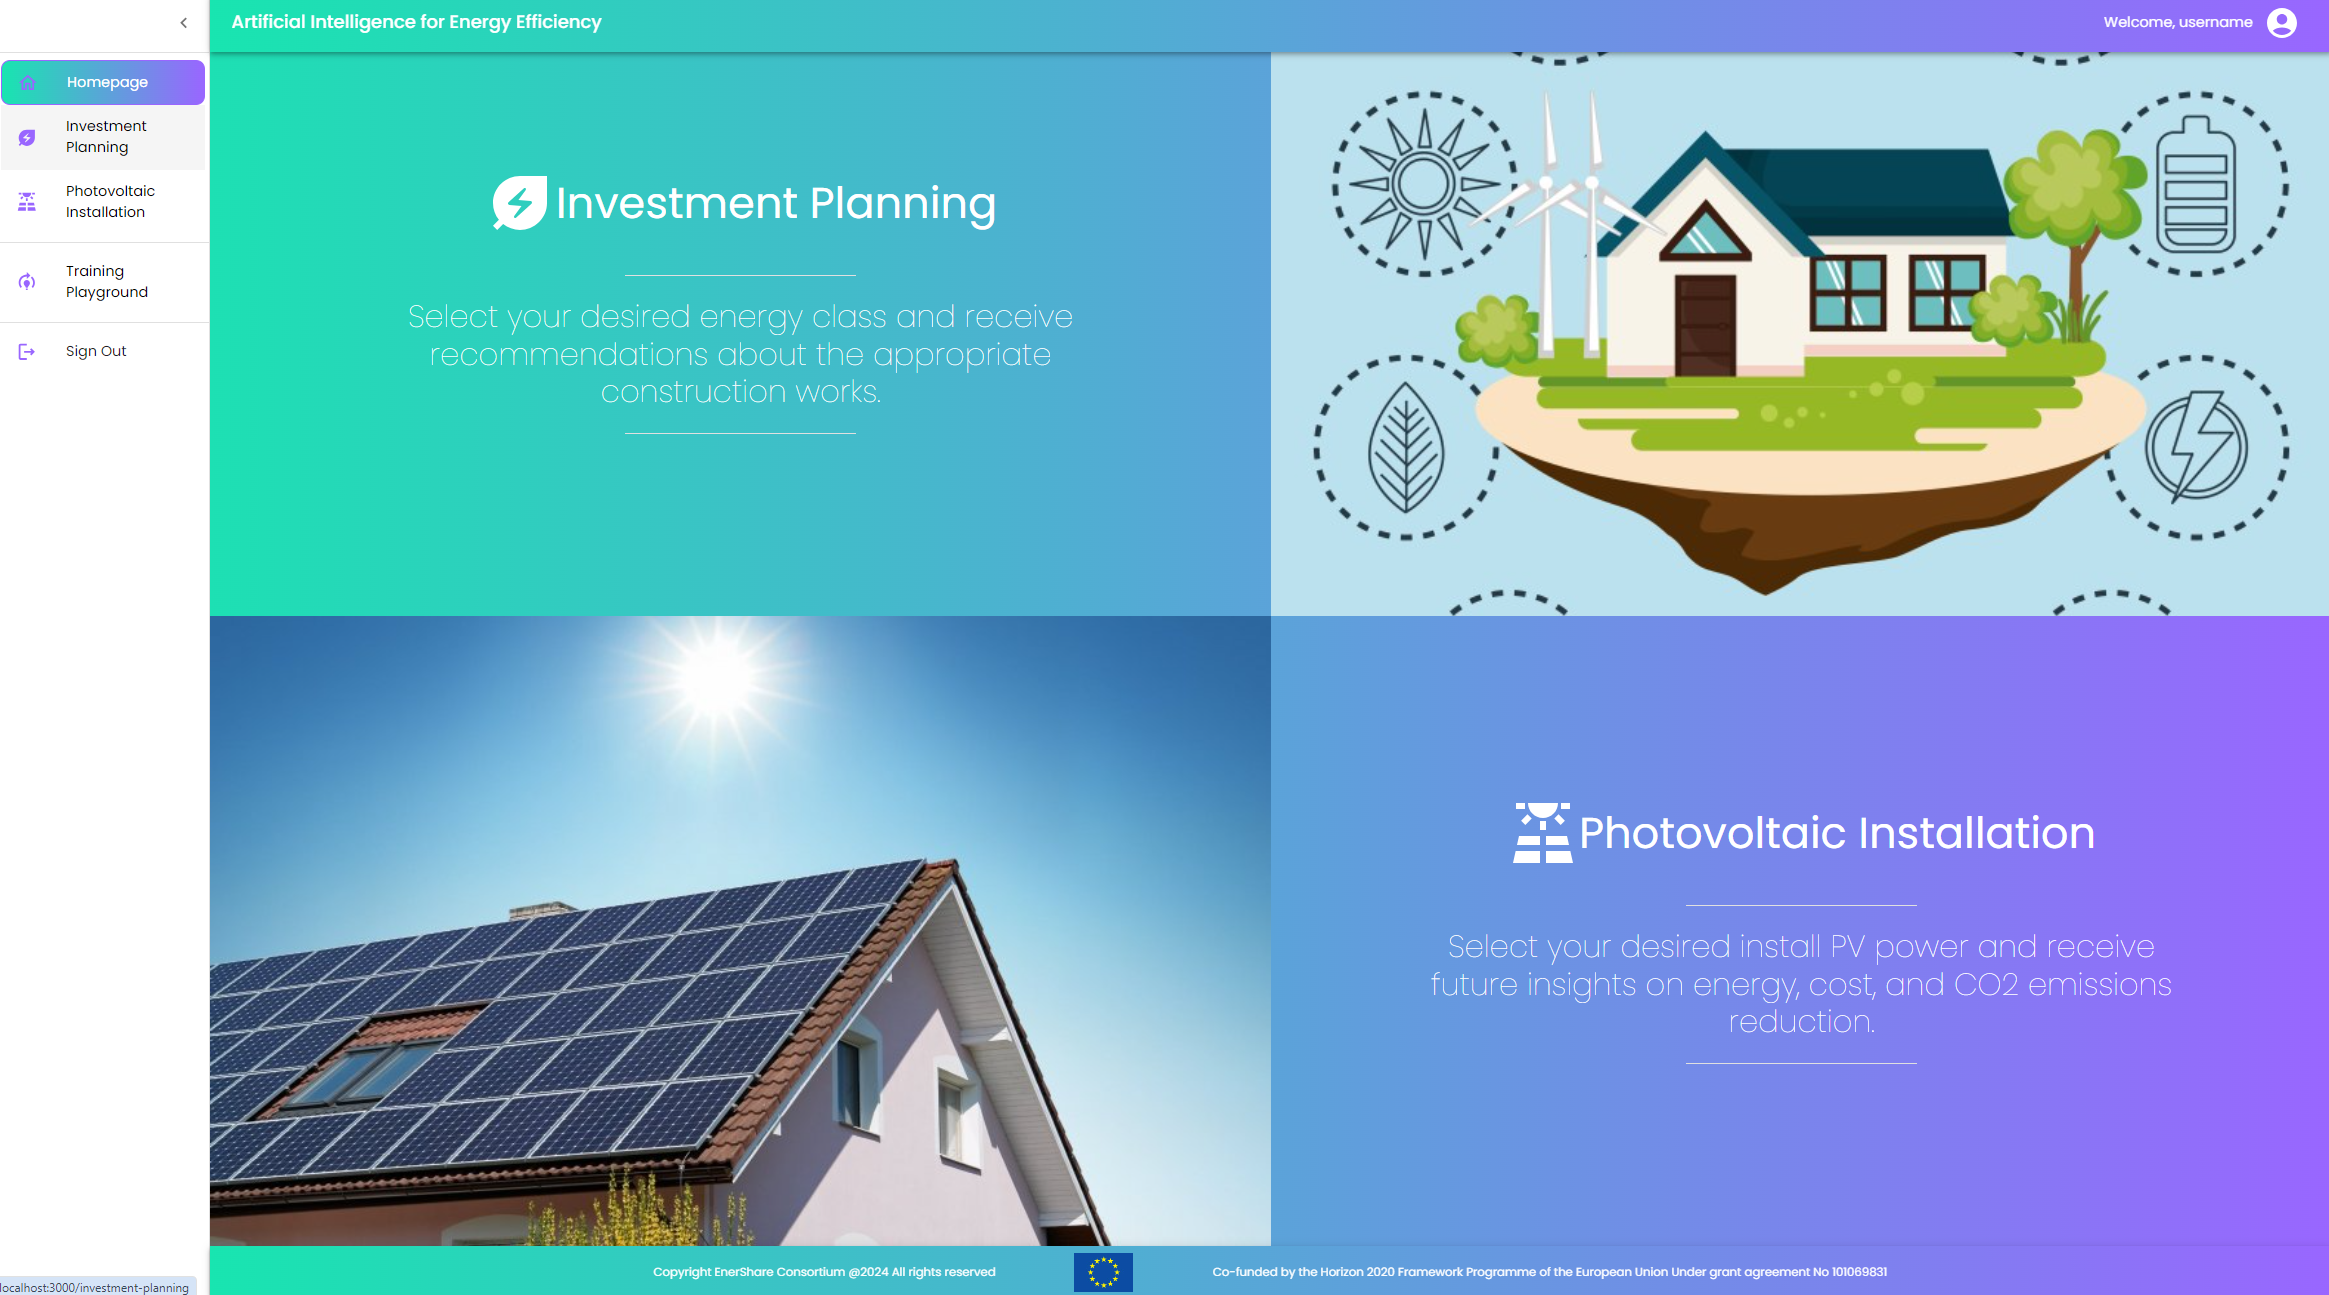 Artificial Intelligence for Energy Efficiency
Welcome, username
Homepage
Investment
Planning
Photovoltaic
Installation
Training
Playground
Sign Out
Investment Planning
Select your desired energy class and receive
recommendations about the appropriate
construction works.
Photovoltaic Installation
Select your desired install PV power and receive
future insights on energy, cost, and CO2 emissions
reduction.
Copyright EnerShare Consortium @2024 All rights reserved
Co-funded by the Horizon 2020 Framework Programme of the European Union Under grant agreement No 101069831
localhost:3000/investment-planning